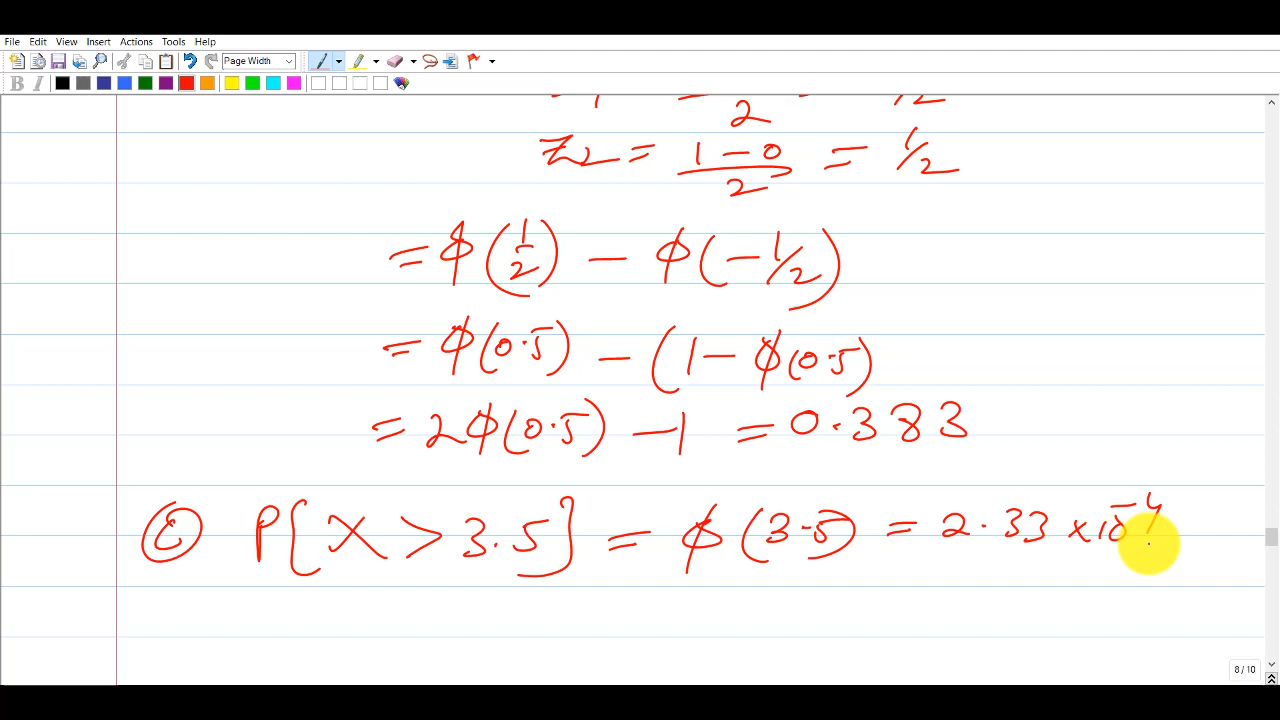 File Edit View Insert Actions Tools Help
Page Width
B I
2
z₂ = (1 - 0)/2 = 1/2
= φ(1/2) - φ(-1/2)
= φ(0.5) - (1 - φ(0.5)
= 2φ(0.5) - 1 = 0.383
ⓒ P[X > 3.5] = φ(3.5) = 2.33 × 10⁻⁴
8 / 10